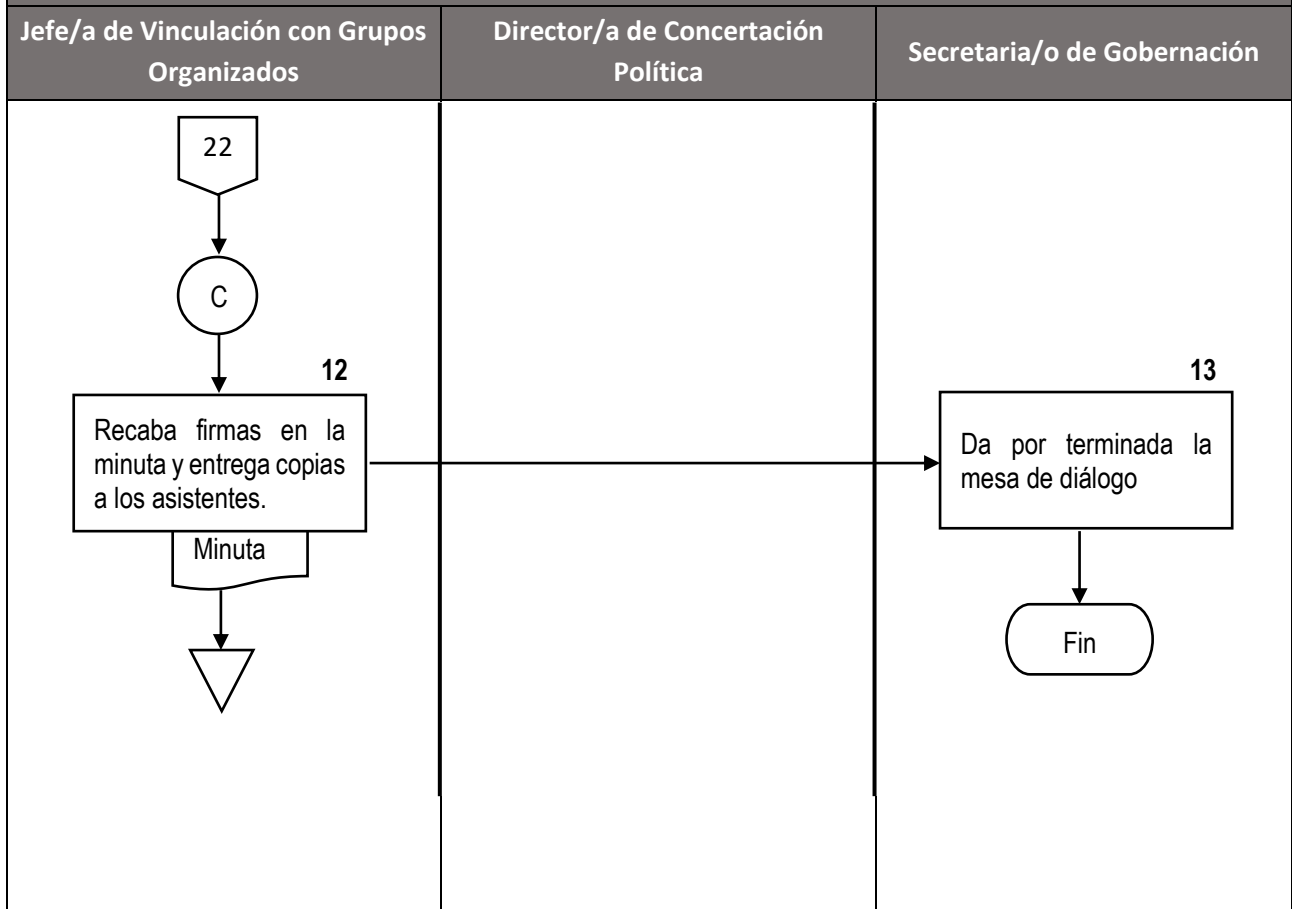 Jefe/a de Vinculación con Grupos
Organizados
Director/a de Concertación
Política
Secretaria/o de Gobernación
22
C
12
Recaba firmas en la
minuta y entrega copias
a los asistentes.
Minuta
13
Da por terminada la
mesa de diálogo
Fin